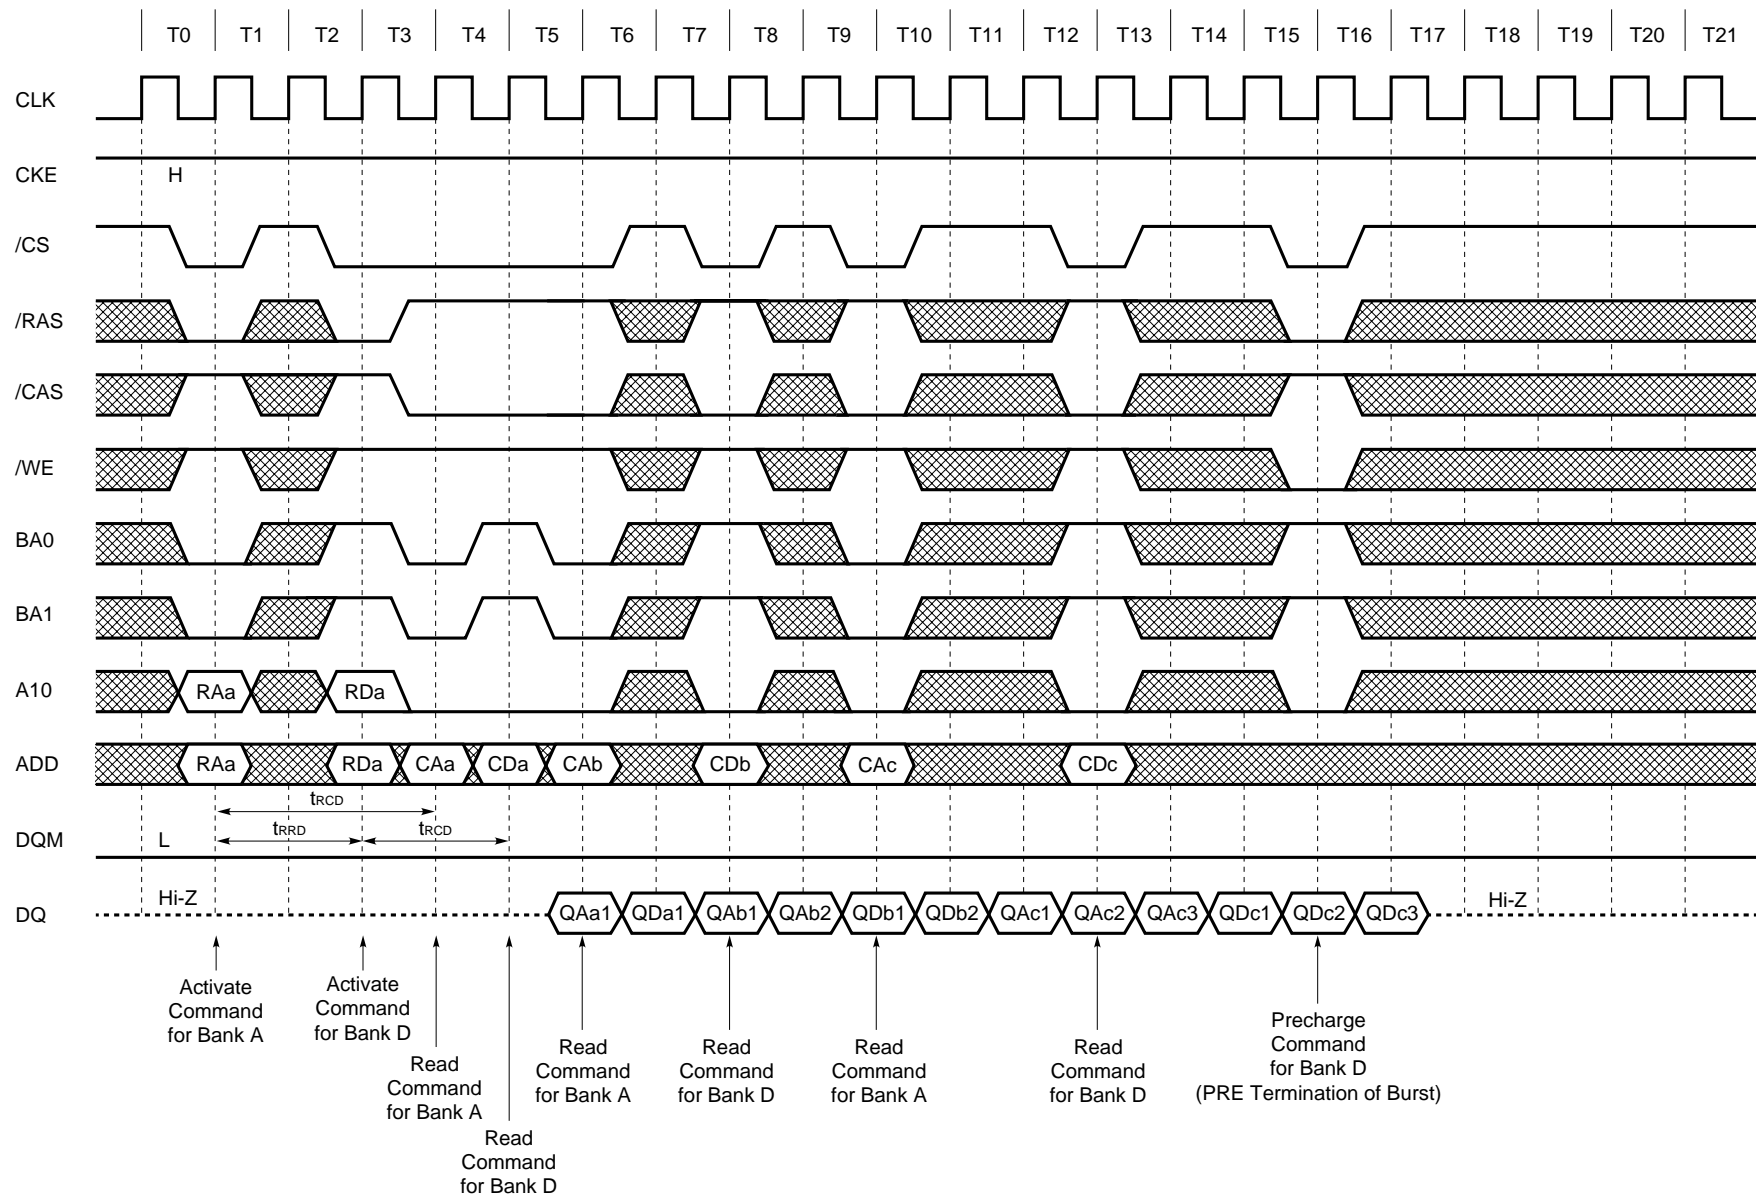 T0 T1 T2 T3 T4 T5 T6 T7 T8 T9 T10 T11 T12 T13 T14 T15 T16 T17 T18 T19 T20 T21
CLK
CKE H
/CS
/RAS
/CAS
/WE
BA0
BA1
A10 RAa RDa
ADD RAa RDa CAa CDa CAb CDb CAc CDc
tRCD
DQM L tRRD tRCD
DQ Hi-Z QAa1 QDa1 QAb1 QAb2 QDb1 QDb2 QAc1 QAc2 QAc3 QDc1 QDc2 QDc3 Hi-Z
Activate
Command
for Bank A
Activate
Command
for Bank D
Read
Command
for Bank A
Read
Command
for Bank D
Read
Command
for Bank A
Read
Command
for Bank D
Read
Command
for Bank A
Read
Command
for Bank D
Precharge
Command
for Bank D
(PRE Termination of Burst)